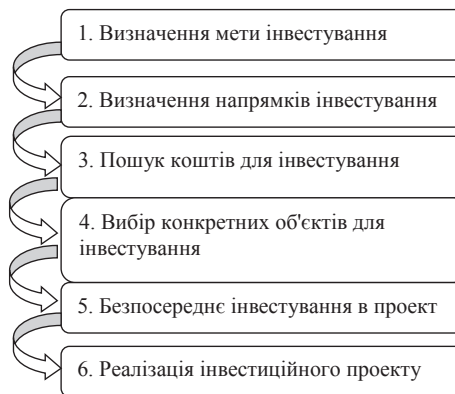 1. Визначення мети інвестування
2. Визначення напрямків інвестування
3. Пошук коштів для інвестування
4. Вибір конкретних об'єктів для
інвестування
5. Безпосереднє інвестування в проект
6. Реалізація інвестиційного проекту